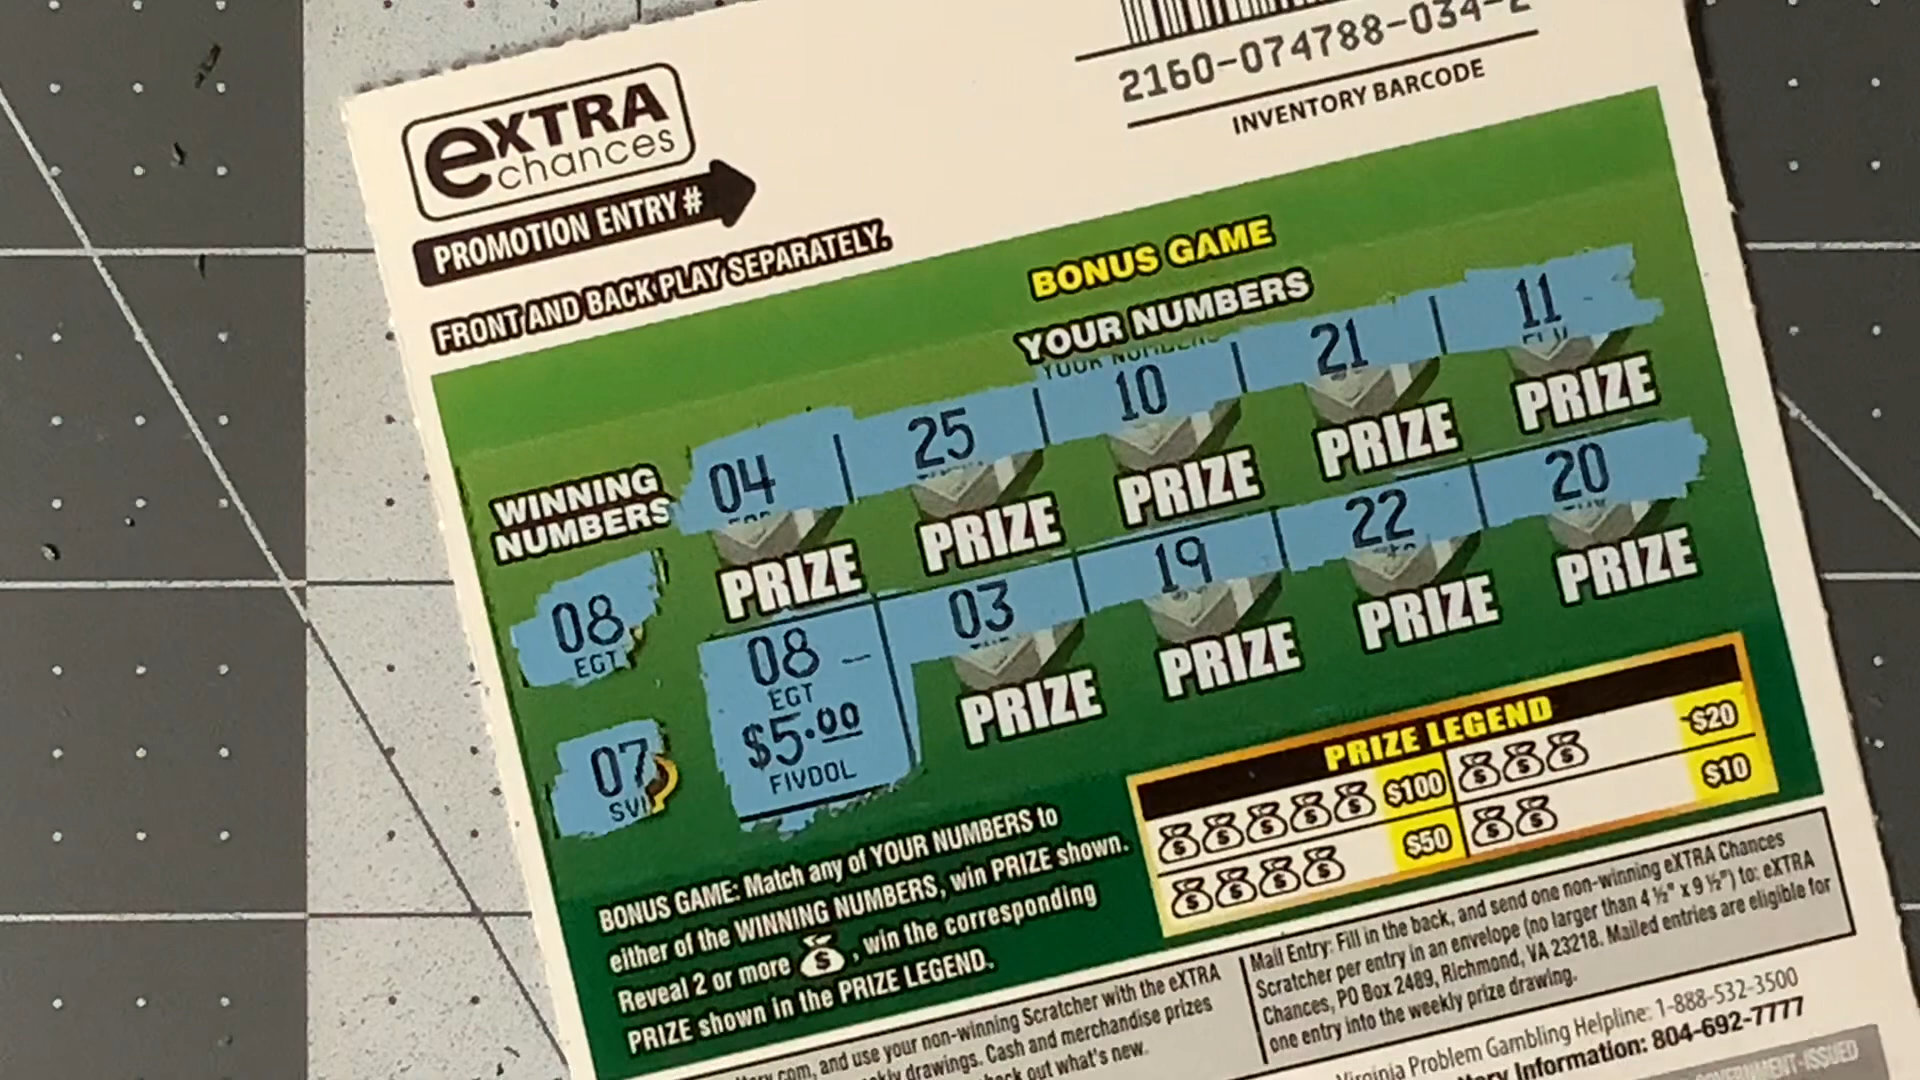 eXTRA
chances
PROMOTION ENTRY #
2160-074788-034-2
INVENTORY BARCODE
FRONT AND BACK PLAY SEPARATELY.
BONUS GAME
YOUR NUMBERS
YOUR NUMBERS
WINNING
NUMBERS
04 25 10 21 11
PRIZE PRIZE PRIZE PRIZE PRIZE
08
EGT
07
SV
08 03 19 22 20
EGT
$5.00
FIVDOL
PRIZE PRIZE PRIZE PRIZE
PRIZE LEGEND
$100 $20
$50 $10
BONUS GAME: Match any of YOUR NUMBERS to
either of the WINNING NUMBERS, win PRIZE shown.
Reveal 2 or more $, win the corresponding
PRIZE shown in the PRIZE LEGEND.
com, and use your non-winning Scratcher with the eXTRA
drawings. Cash and merchandise prizes
out what's new.
Mail Entry: Fill in the back, and send one non-winning eXTRA Chances
Scratcher per entry in an envelope (no larger than 4 ½" x 9 ½") to: eXTRA
Chances, PO Box 2489, Richmond, VA 23218. Mailed entries are eligible for
one entry into the weekly prize drawing.
Virginia Problem Gambling Helpline: 1-888-532-3500
Information: 804-692-7777
GOVERNMENT-ISSUED